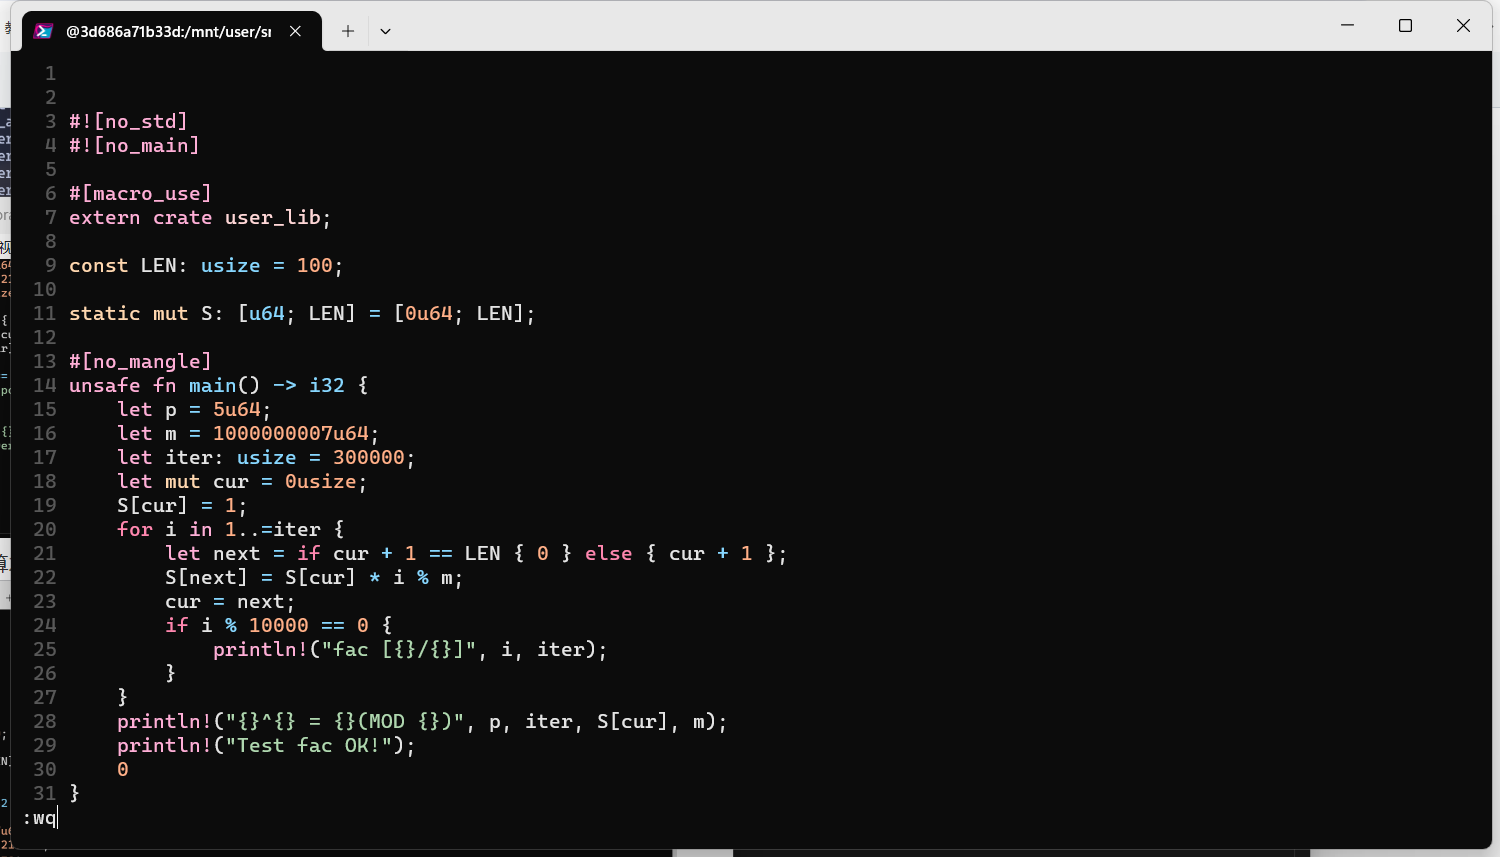 @3d686a71b33d:/mnt/user/sr
1
2
3 #![no_std]
4 #![no_main]
5
6 #[macro_use]
7 extern crate user_lib;
8
9 const LEN: usize = 100;
10
11 static mut S: [u64; LEN] = [0u64; LEN];
12
13 #[no_mangle]
14 unsafe fn main() -> i32 {
15     let p = 5u64;
16     let m = 1000000007u64;
17     let iter: usize = 300000;
18     let mut cur = 0usize;
19     S[cur] = 1;
20     for i in 1..=iter {
21         let next = if cur + 1 == LEN { 0 } else { cur + 1 };
22         S[next] = S[cur] * i % m;
23         cur = next;
24         if i % 10000 == 0 {
25             println!("fac [{}/{}]", i, iter);
26         }
27     }
28     println!("{}^{} = {}(MOD {})", p, iter, S[cur], m);
29     println!("Test fac OK!");
30     0
31 }
:wq